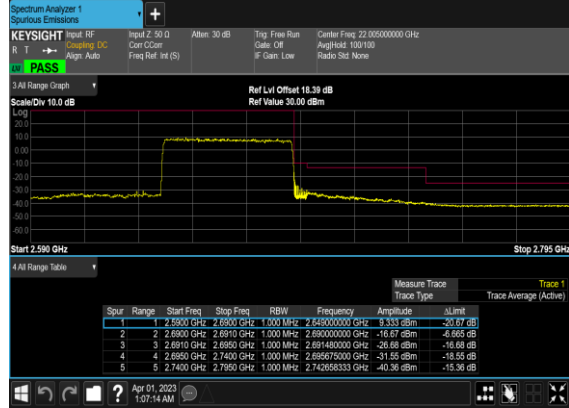 Spectrum Analyzer 1
Spurious Emissions
KEYSIGHT Input: RF Input Z: 50 Ω Atten: 30 dB Trig: Free Run Center Freq: 22.005000000 GHz
R T Coupling: DC Corr CCorr Gate: Off Avg|Hold: 100/100
Align: Auto Freq Ref: Int (S) IF Gain: Low Radio Std: None
PASS
3 All Range Graph
Ref Lvl Offset 18.39 dB
Scale/Div 10.0 dB Ref Value 30.00 dBm
Log
20.0
10.0
0.00
-10.0
-20.0
-30.0
-40.0
-50.0
-60.0
Start 2.590 GHz Stop 2.795 GHz
4 All Range Table
Measure Trace Trace 1
Trace Type Trace Average (Active)
Spur Range Start Freq Stop Freq RBW Frequency Amplitude ΔLimit
1 1 2.5900 GHz 2.6900 GHz 1.000 MHz 2.649000000 GHz 9.333 dBm -20.67 dB
2 2 2.6900 GHz 2.6910 GHz 1.000 MHz 2.690000000 GHz -16.67 dBm -6.665 dB
3 3 2.6910 GHz 2.6950 GHz 1.000 MHz 2.691480000 GHz -26.68 dBm -16.68 dB
4 4 2.6950 GHz 2.7400 GHz 1.000 MHz 2.695675000 GHz -31.55 dBm -18.55 dB
5 5 2.7400 GHz 2.7950 GHz 1.000 MHz 2.742658333 GHz -40.36 dBm -15.36 dB
Apr 01, 2023
1:07:14 AM